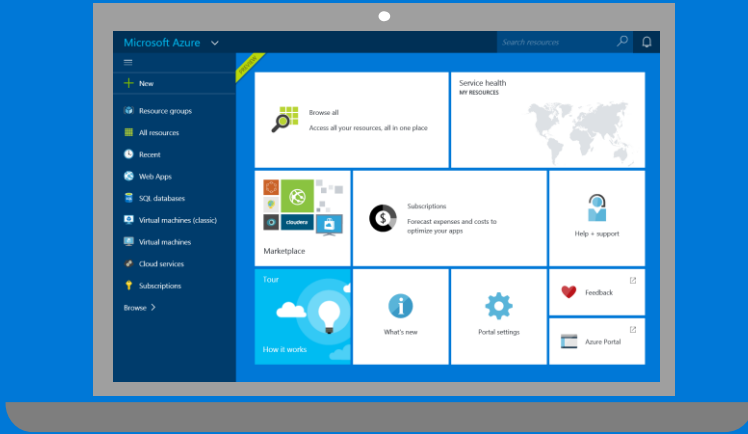 Microsoft Azure
Search resources
New
Resource groups
All resources
Recent
Web Apps
SQL databases
Virtual machines (classic)
Virtual machines
Cloud services
Subscriptions
Browse
Browse all
Access all your resources, all in one place
Service health
MY RESOURCES
cloudera
Marketplace
Subscriptions
Forecast expenses and costs to
optimize your apps
Help + support
Tour
How it works
What's new
Portal settings
Feedback
Azure Portal